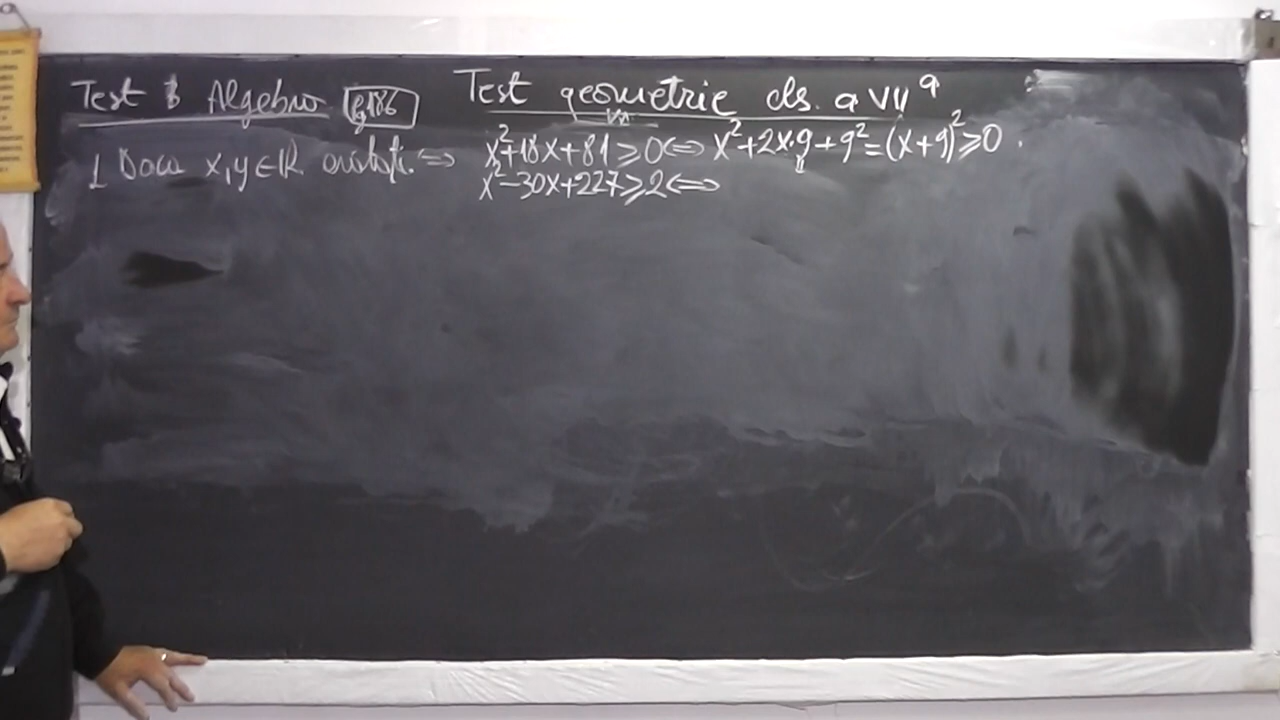 Test Algebra pg 186
Test geometrie cls. a VII a
1 Daca x,y∈R arătați ⇔ x²+18x+81⩾0⇔ x²+2x·9+9²=(x+9)²⩾0.
x²-30x+227⩾2⇔